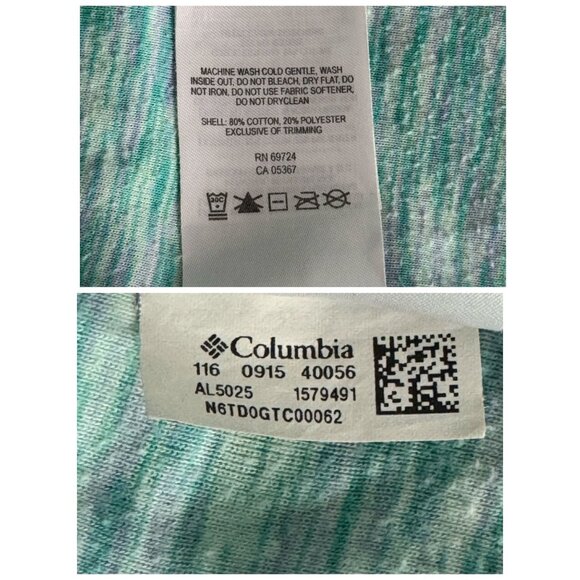 MACHINE WASH COLD GENTLE, WASH
INSIDE OUT, DO NOT BLEACH, DRY FLAT, DO
NOT IRON, DO NOT USE FABRIC SOFTENER,
DO NOT DRYCLEAN
SHELL: 80% COTTON, 20% POLYESTER
EXCLUSIVE OF TRIMMING
RN 69724
CA 05367
Columbia
116 0915 40056
AL5025 1579491
N6TD0GTC00062